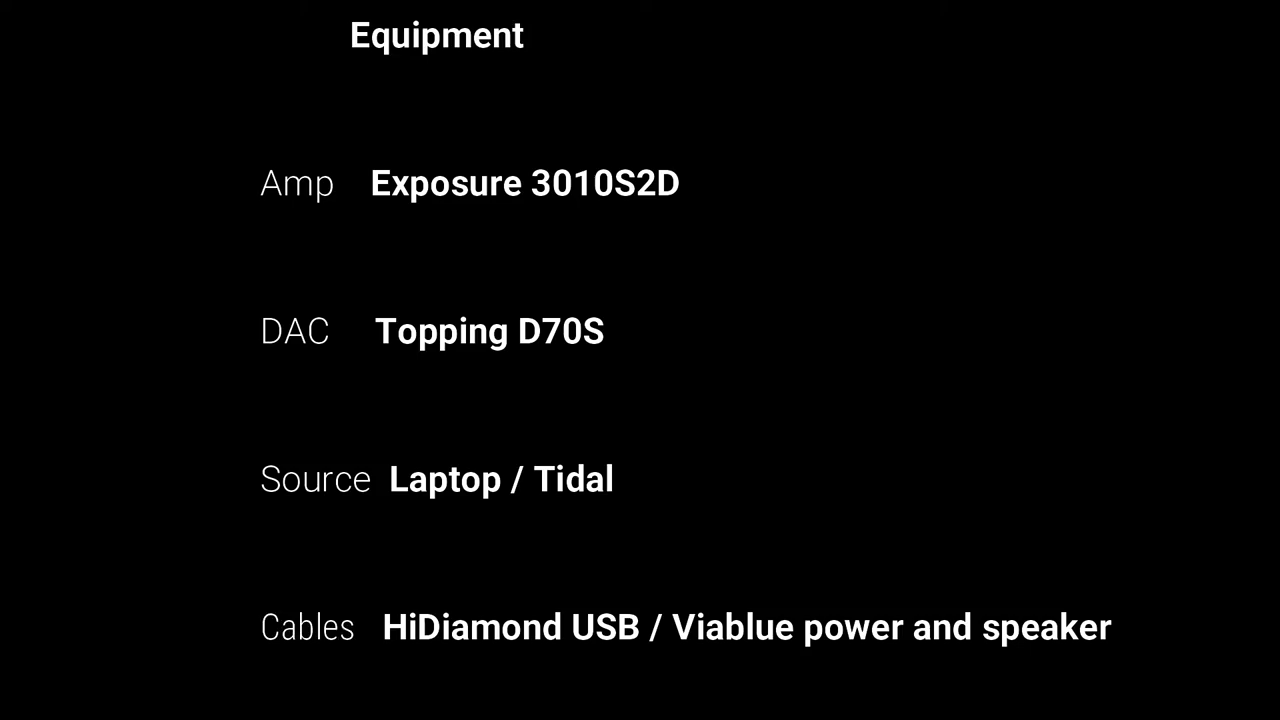 Equipment
Amp Exposure 3010S2D
DAC Topping D70S
Source Laptop / Tidal
Cables HiDiamond USB / Viablue power and speaker